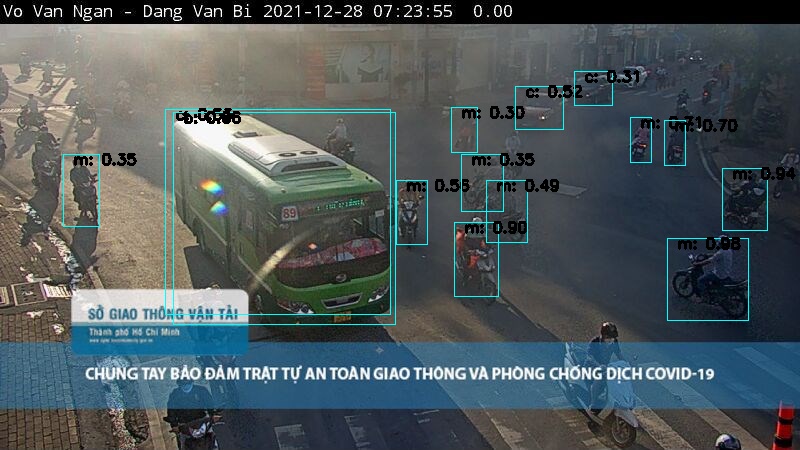 Vo Van Ngan - Dang Van Bi 2021-12-28 07:23:55 0.00
c: 0.31
c: 0.52
m: 0.30
m: 0.71
m: 0.70
m: 0.35
m: 0.35
m: 0.94
m: 0.56
m: 0.49
89
m: 0.90
m: 0.98
SỞ GIAO THÔNG VẬN TẢI
Thành phố Hồ Chí Minh
CHUNG TAY BẢO ĐẢM TRẬT TỰ AN TOÀN GIAO THÔNG VÀ PHÒNG CHỐNG DỊCH COVID-19